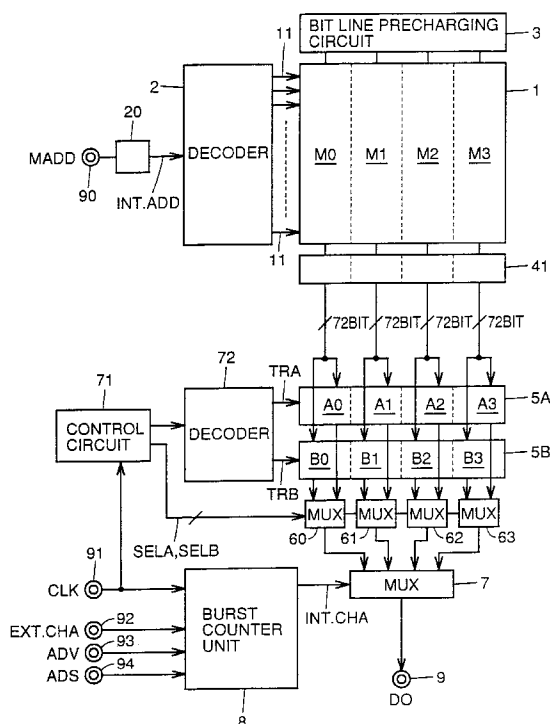 BIT LINE PRECHARGING
CIRCUIT
3
11
2
1
20
DECODER
M0 M1 M2 M3
MADD
90
INT.ADD
11
41
72BIT 72BIT 72BIT 72BIT
TRA
71
72
A0 A1 A2 A3
5A
CONTROL
CIRCUIT
DECODER
B0 B1 B2 B3
5B
TRB
MUX MUX MUX MUX
60 61 62 63
SELA,SELB
91
CLK
MUX
7
INT.CHA
BURST
COUNTER
UNIT
EXT.CHA
92
ADV
93
ADS
94
9
DO
8